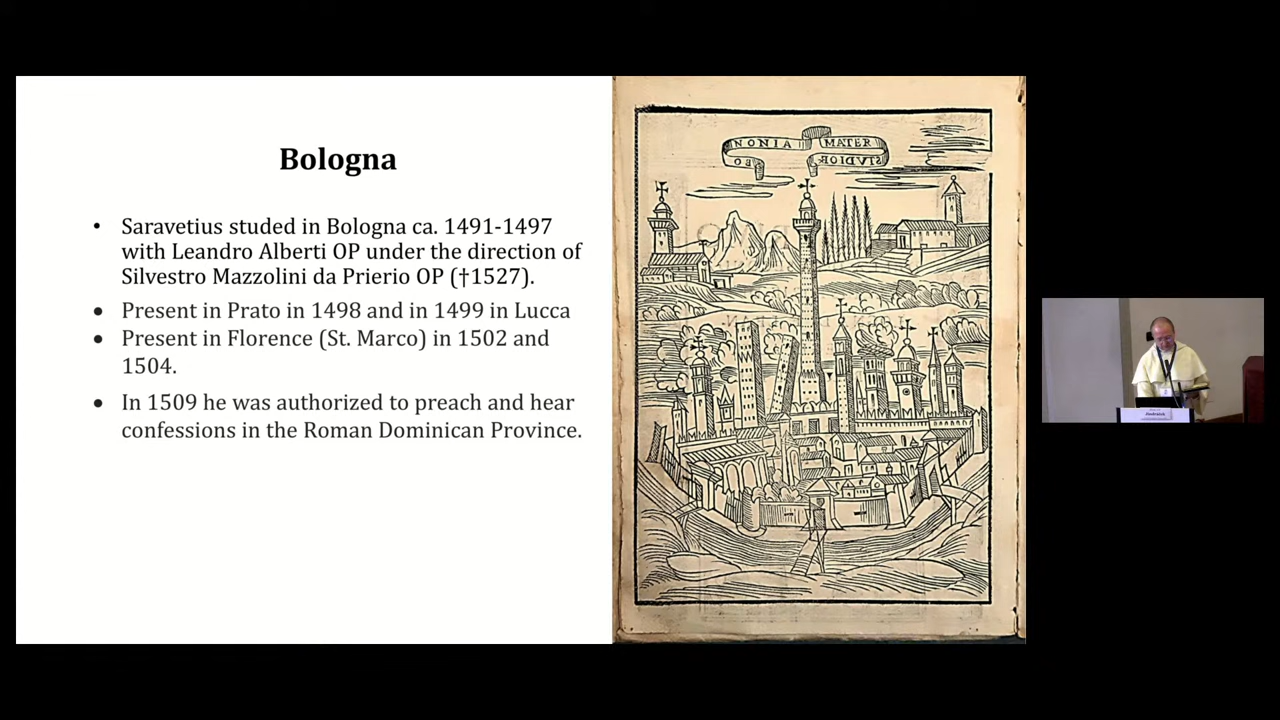 Bologna
• Saravetius studed in Bologna ca. 1491-1497
with Leandro Alberti OP under the direction of
Silvestro Mazzolini da Prierio OP (†1527).
• Present in Prato in 1498 and in 1499 in Lucca
• Present in Florence (St. Marco) in 1502 and
1504.
• In 1509 he was authorized to preach and hear
confessions in the Roman Dominican Province.
NONIA MATER
BO STVDIOR